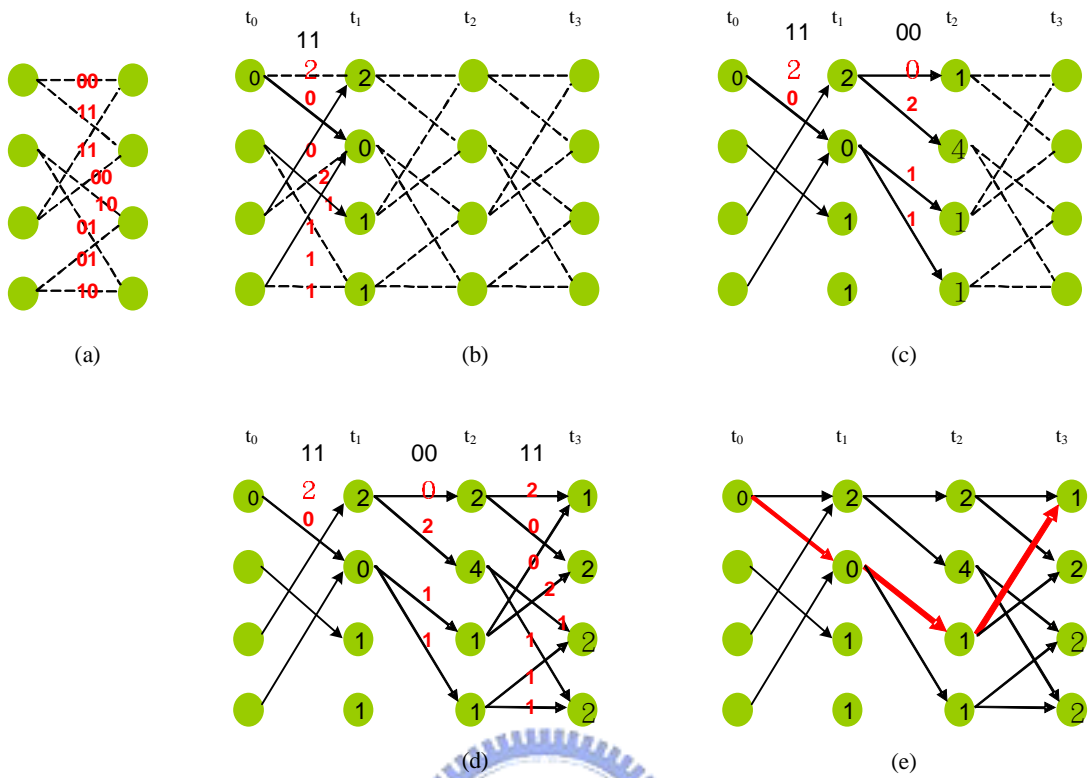 t0 t1 t2 t3
11
00
11
11
00
10
01
01
10
0 2 2
0
0 0
2
1
1 1
1
1 1
(a)
(b)
t0 t1 t2 t3
11 00
0 2 2 0 1
0 2
0 4
1
1 1
1
1 1
(c)
t0 t1 t2 t3
11 00 11
0 2 2 0 2 2 1
0 2 0
0 4 0 2
1 2
1
1 1 1 1 2
1
1 1 1 2
(d)
t0 t1 t2 t3
0 2 2 1
0 4 2
1 1 2
1 1 2
(e)